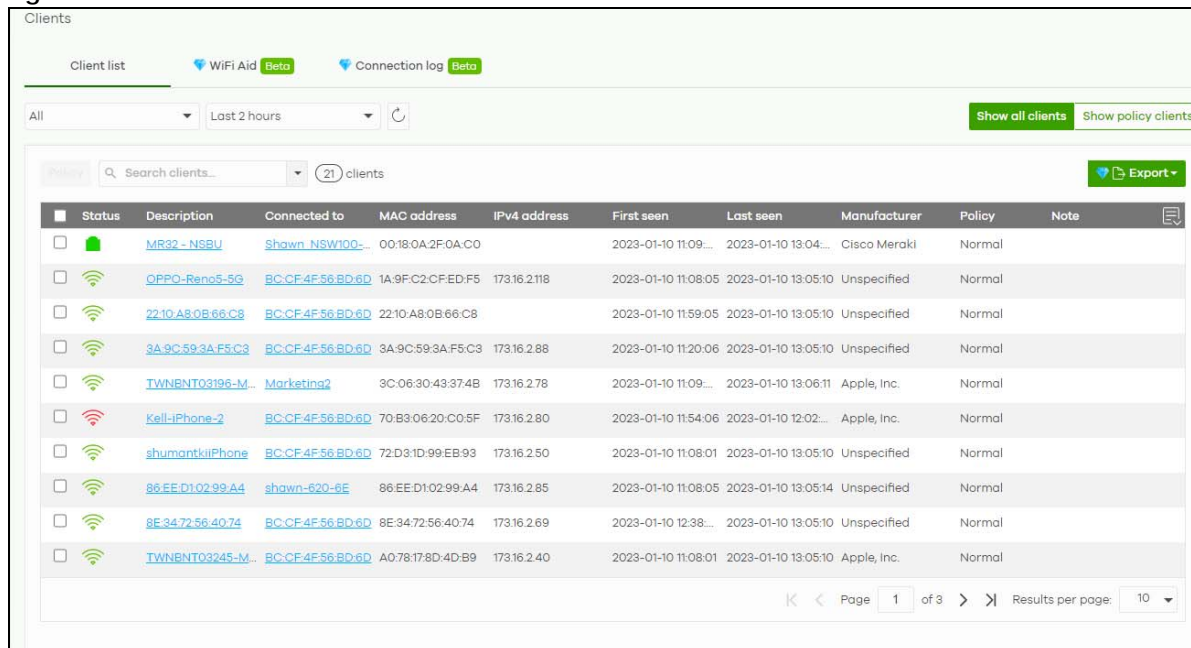 Clients
Client list WiFi Aid Beta Connection log Beta
All Last 2 hours Show all clients Show policy clients
Policy Search clients... 21 clients Export
Status Description Connected to MAC address IPv4 address First seen Last seen Manufacturer Policy Note
MR32 - NSBU Shawn_NSW100-... 00:18:0A:2F:0A:C0 2023-01-10 11:09:... 2023-01-10 13:04:... Cisco Meraki Normal
OPPO-Reno5-5G BC:CF:4F:56:BD:6D 1A:9F:C2:CF:ED:F5 173.16.2.118 2023-01-10 11:08:05 2023-01-10 13:05:10 Unspecified Normal
22:10:A8:0B:66:C8 BC:CF:4F:56:BD:6D 22:10:A8:0B:66:C8 2023-01-10 11:59:05 2023-01-10 13:05:10 Unspecified Normal
3A:9C:59:3A:F5:C3 BC:CF:4F:56:BD:6D 3A:9C:59:3A:F5:C3 173.16.2.88 2023-01-10 11:20:06 2023-01-10 13:05:10 Unspecified Normal
TWNBNT03196-M... Marketing2 3C:06:30:43:37:4B 173.16.2.78 2023-01-10 11:09:... 2023-01-10 13:06:11 Apple, Inc. Normal
Kell-iPhone-2 BC:CF:4F:56:BD:6D 70:B3:06:20:C0:5F 173.16.2.80 2023-01-10 11:54:06 2023-01-10 12:02:... Apple, Inc. Normal
shumantkiiPhone BC:CF:4F:56:BD:6D 72:D3:1D:99:EB:93 173.16.2.50 2023-01-10 11:08:01 2023-01-10 13:05:10 Unspecified Normal
86:EE:D1:02:99:A4 shawn-620-6E 86:EE:D1:02:99:A4 173.16.2.85 2023-01-10 11:08:05 2023-01-10 13:05:14 Unspecified Normal
8E:34:72:56:40:74 BC:CF:4F:56:BD:6D 8E:34:72:56:40:74 173.16.2.69 2023-01-10 12:38:... 2023-01-10 13:05:10 Unspecified Normal
TWNBNT03245-M... BC:CF:4F:56:BD:6D A0:78:17:8D:4D:B9 173.16.2.40 2023-01-10 11:08:01 2023-01-10 13:05:10 Apple, Inc. Normal
Page 1 of 3 Results per page: 10